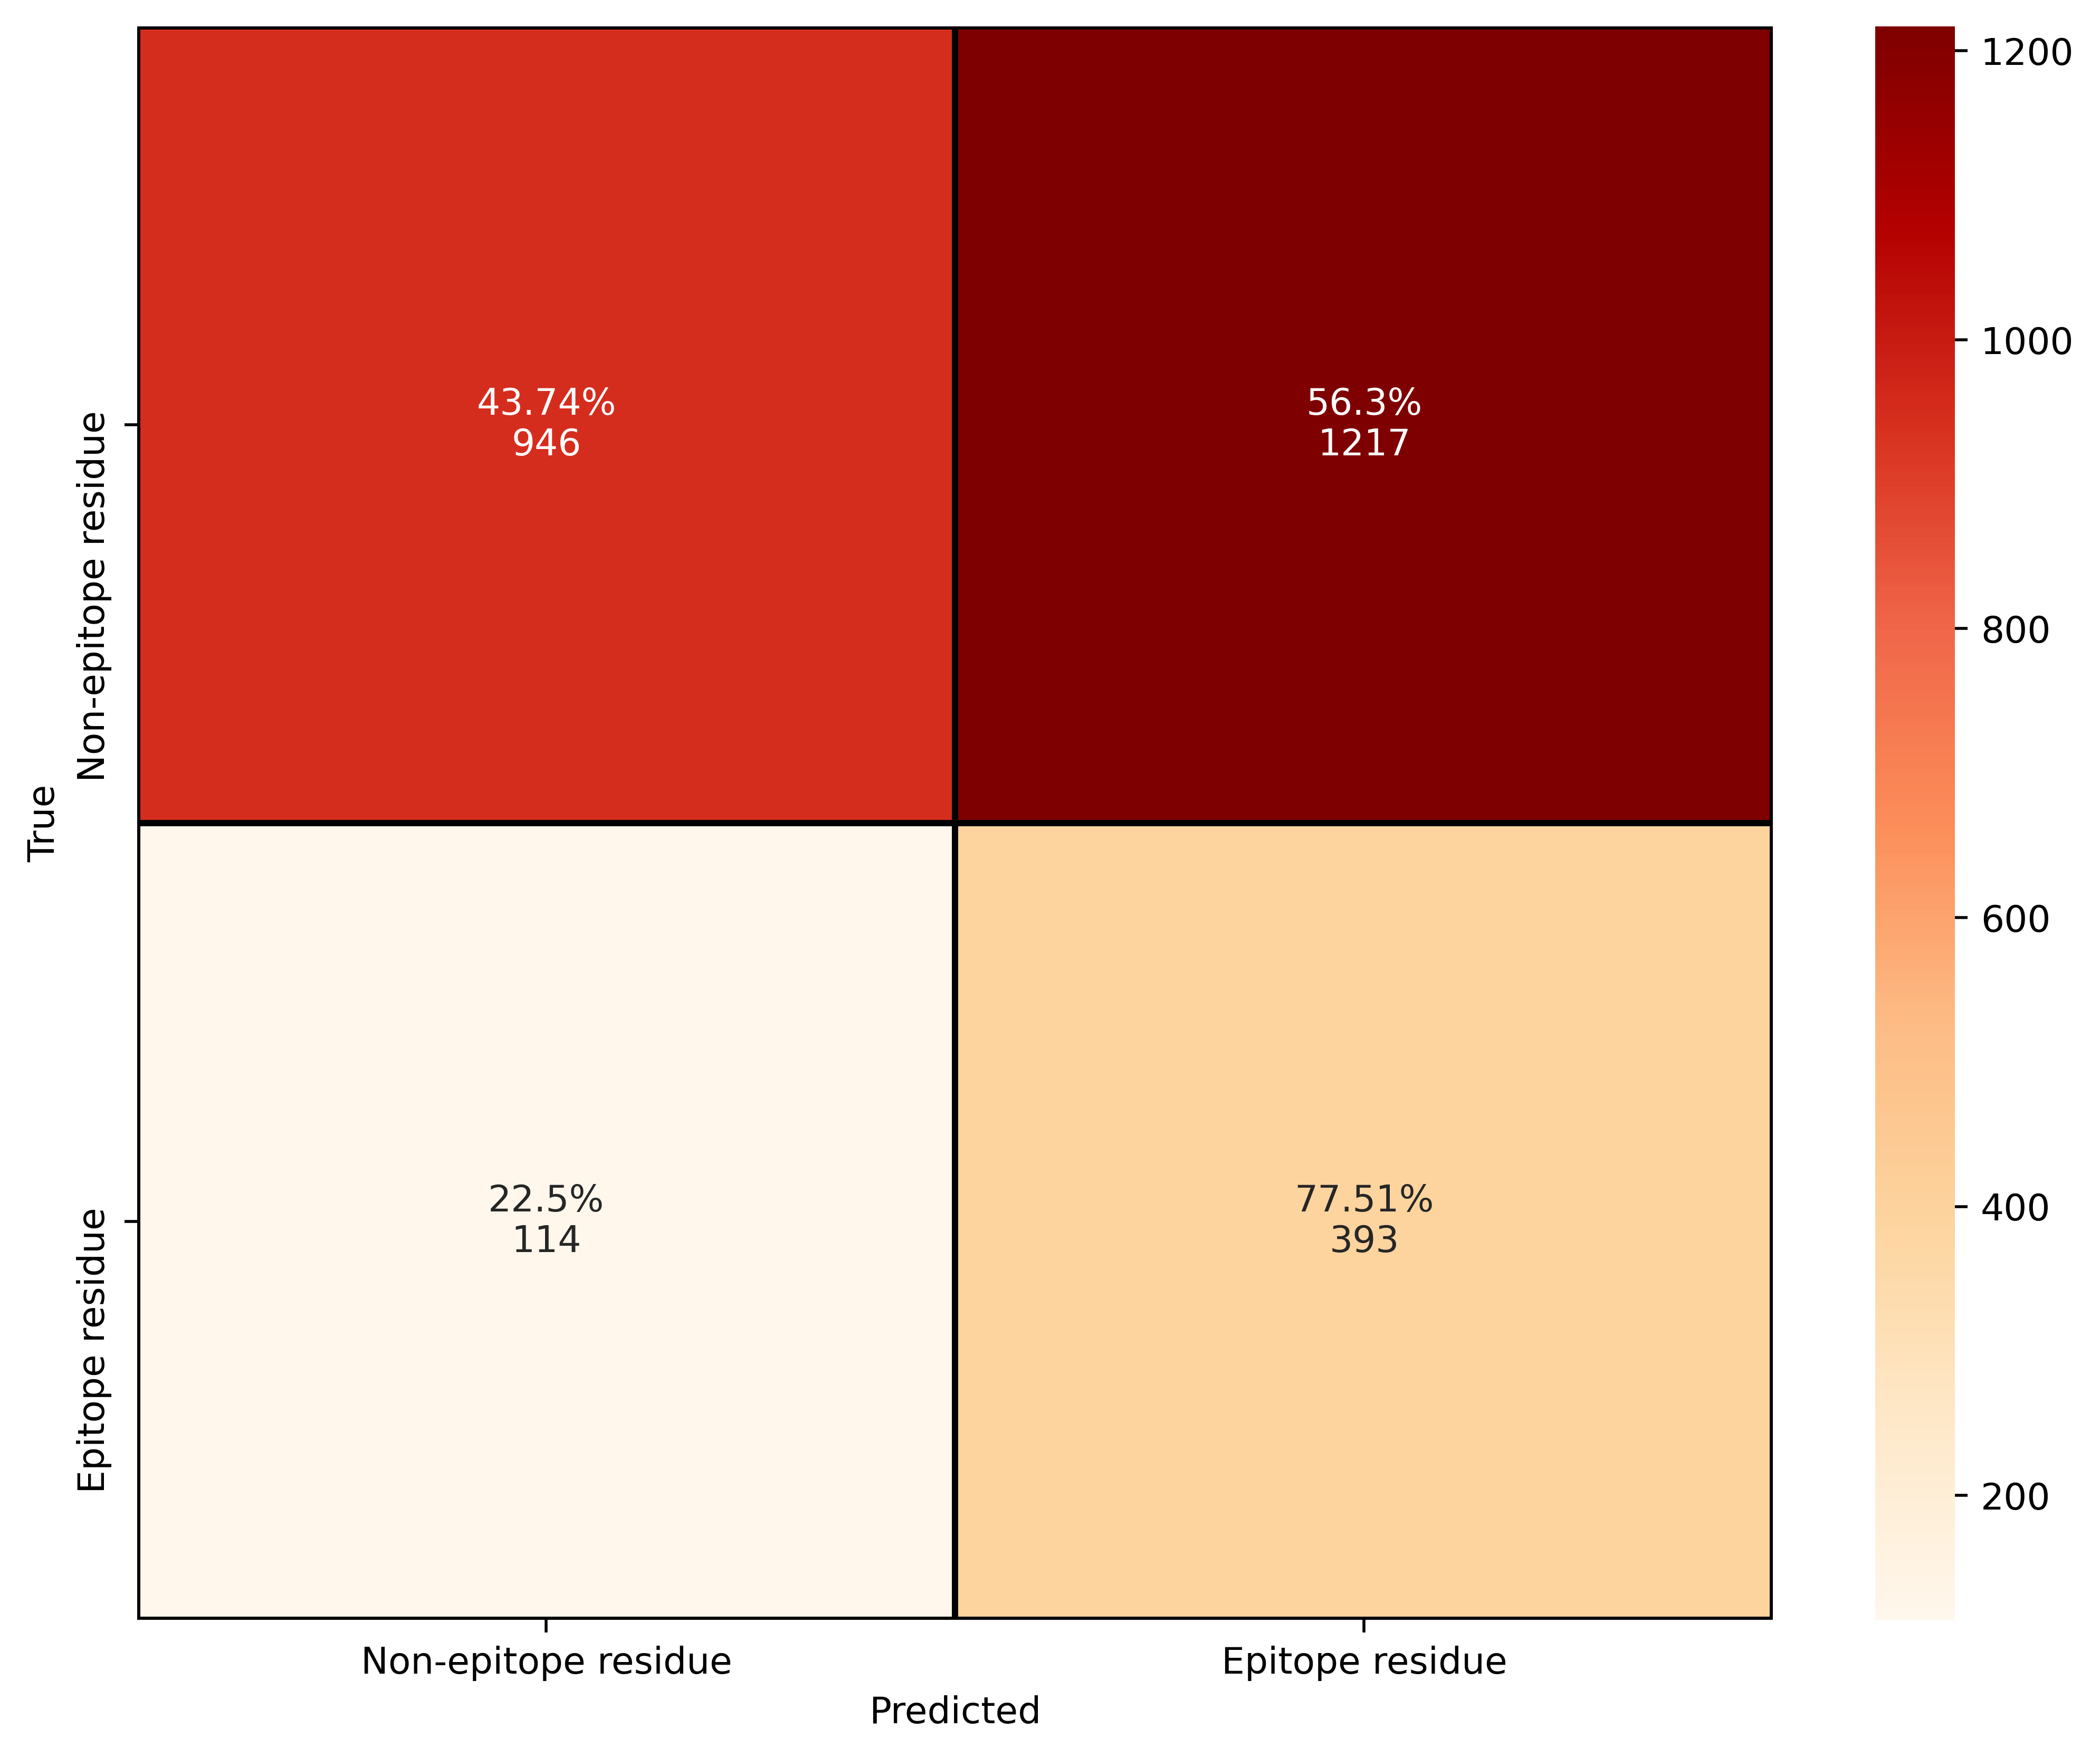 True
Non-epitope residue
Epitope residue
43.74%
946
56.3%
1217
22.5%
114
77.51%
393
Non-epitope residue
Epitope residue
Predicted
1200
1000
800
600
400
200